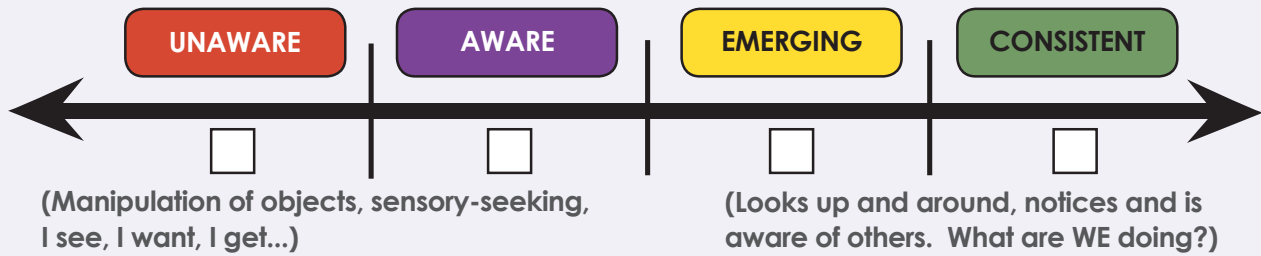 UNAWARE AWARE EMERGING CONSISTENT
(Manipulation of objects, sensory-seeking,
I see, I want, I get...)
(Looks up and around, notices and is
aware of others.  What are WE doing?)